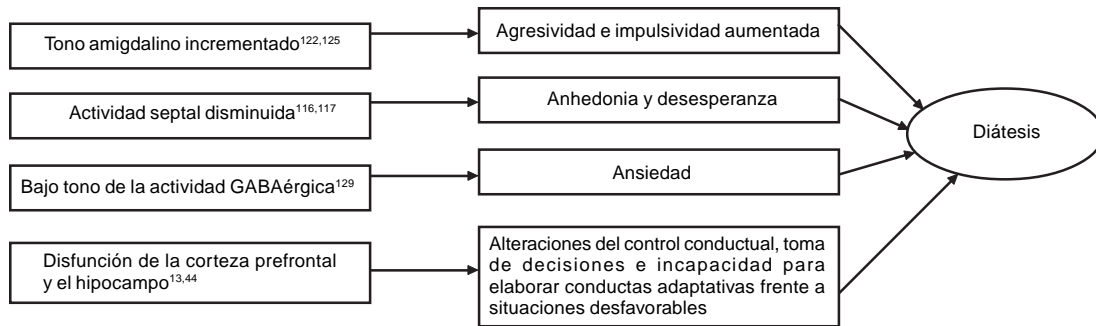 Tono amigdalino incrementado122,125
Agresividad e impulsividad aumentada
Actividad septal disminuida116,117
Anhedonia y desesperanza
Diátesis
Bajo tono de la actividad GABAérgica129
Ansiedad
Disfunción de la corteza prefrontal
y el hipocampo13,44
Alteraciones del control conductual, toma
de decisiones e incapacidad para
elaborar conductas adaptativas frente a
situaciones desfavorables